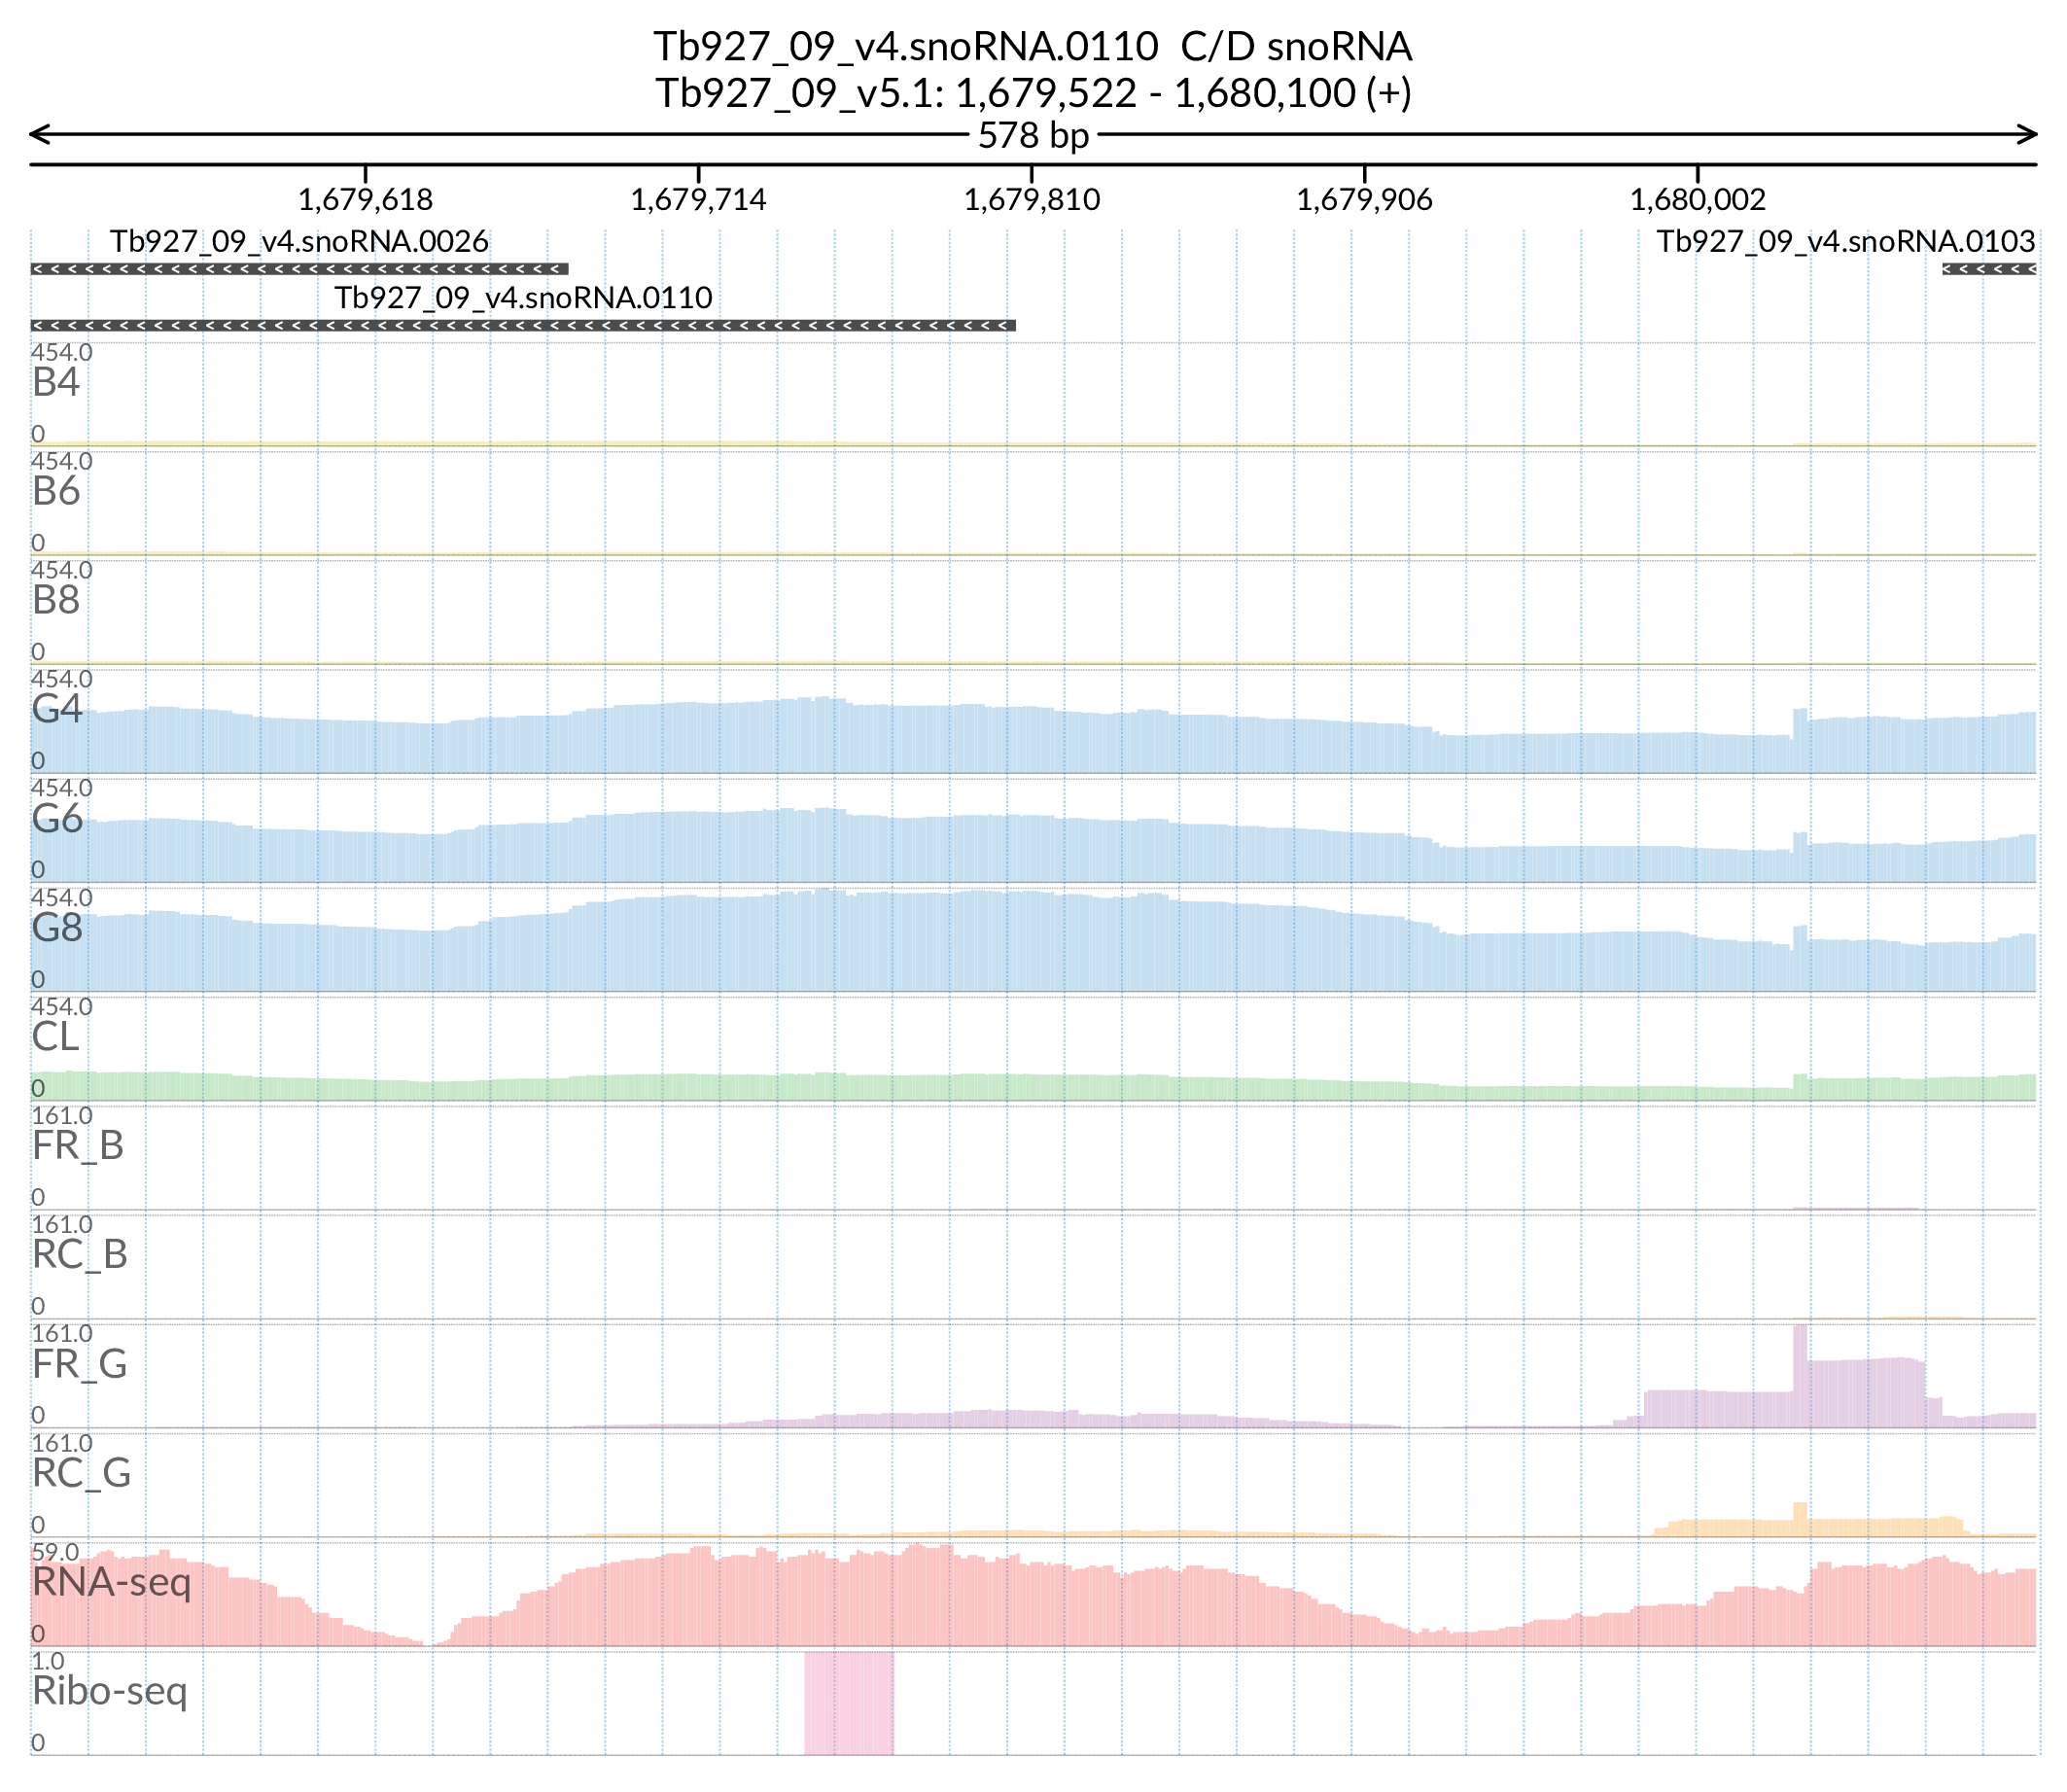 Tb927_09_v4.snoRNA.0110 C/D snoRNA
Tb927_09_v5.1: 1,679,522 - 1,680,100 (+)
578 bp
1,679,618 1,679,714 1,679,810 1,679,906 1,680,002
Tb927_09_v4.snoRNA.0026 Tb927_09_v4.snoRNA.0103
Tb927_09_v4.snoRNA.0110
454.0
B4
0
454.0
B6
0
454.0
B8
0
454.0
G4
0
454.0
G6
0
454.0
G8
0
454.0
CL
0
161.0
FR_B
0
161.0
RC_B
0
161.0
FR_G
0
161.0
RC_G
0
59.0
RNA-seq
0
1.0
Ribo-seq
0